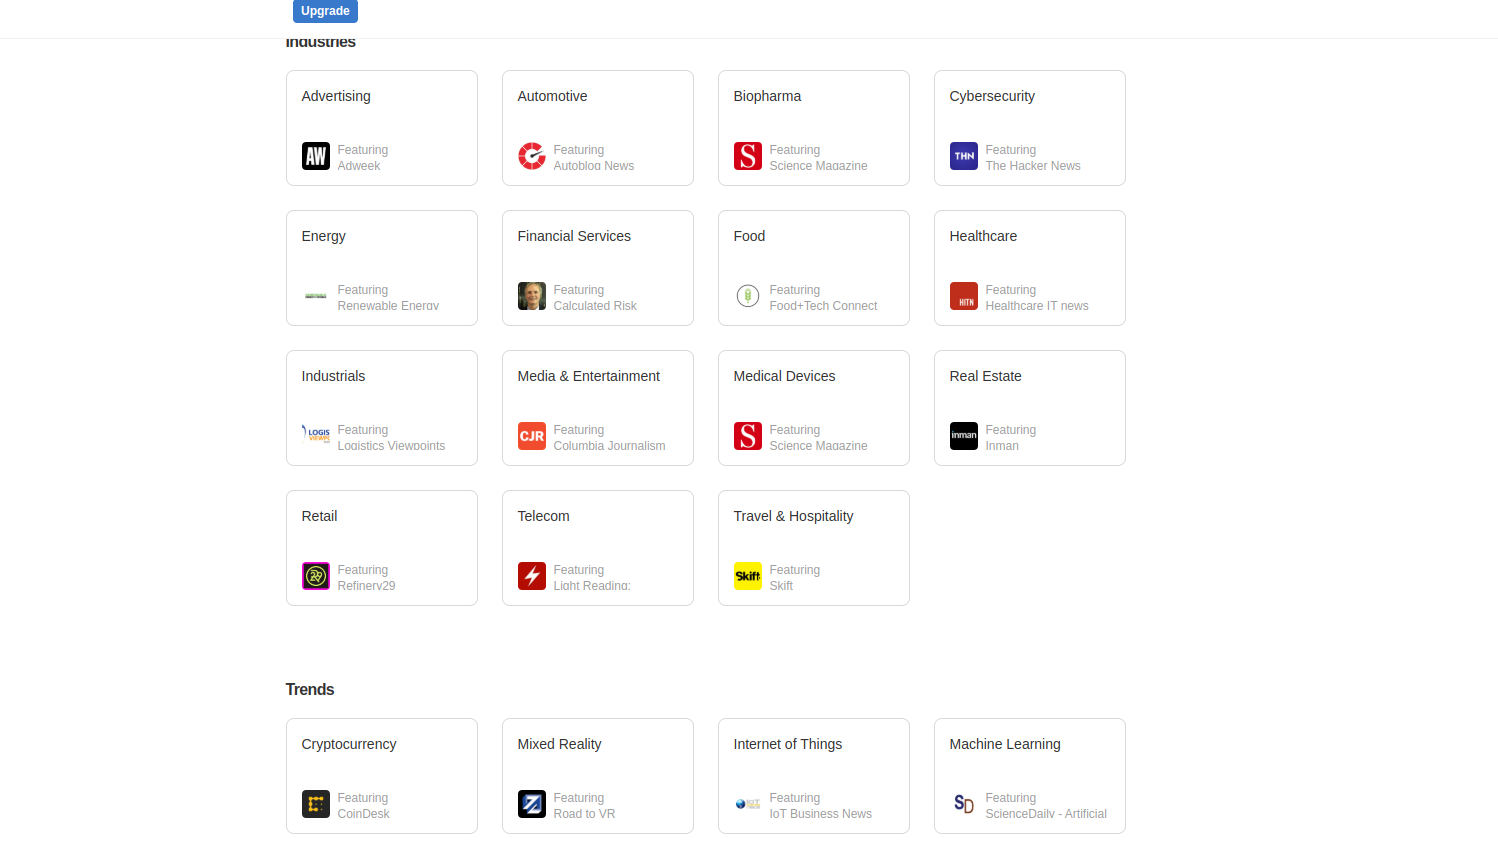 Upgrade
Industries
Advertising
Automotive
Biopharma
Cybersecurity
AW
Featuring
Adweek
Featuring
Autoblog News
S
Featuring
Science Magazine
THN
Featuring
The Hacker News
Energy
Financial Services
Food
Healthcare
Featuring
Renewable Energy
Featuring
Calculated Risk
Featuring
Food+Tech Connect
HITN
Featuring
Healthcare IT news
Industrials
Media & Entertainment
Medical Devices
Real Estate
LOGIS
VIEWPO
Featuring
Logistics Viewpoints
CJR
Featuring
Columbia Journalism
S
Featuring
Science Magazine
inman
Featuring
Inman
Retail
Telecom
Travel & Hospitality
Featuring
Refinery29
Featuring
Light Reading:
Skift
Featuring
Skift
Trends
Cryptocurrency
Mixed Reality
Internet of Things
Machine Learning
Featuring
CoinDesk
Featuring
Road to VR
IoT
Featuring
IoT Business News
SD
Featuring
ScienceDaily - Artificial